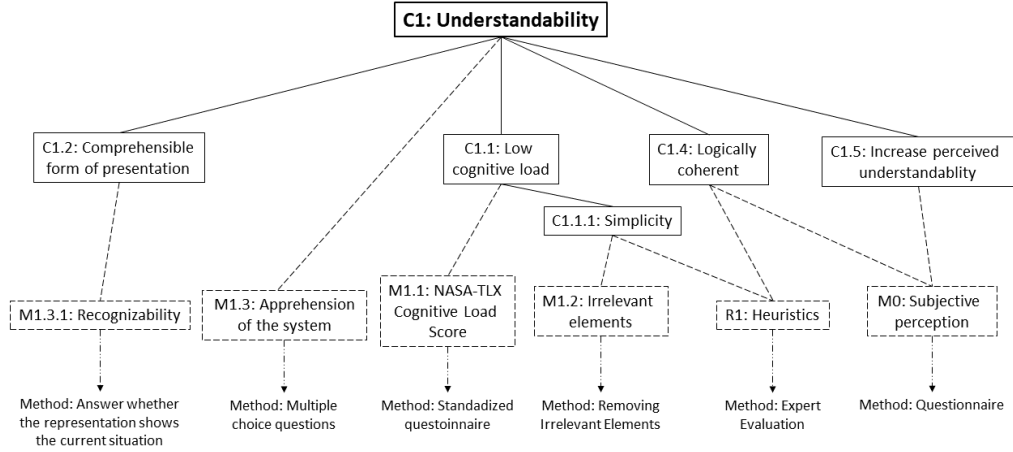 C1: Understandability
C1.2: Comprehensible
form of presentation
C1.1: Low
cognitive load
C1.4: Logically
coherent
C1.5: Increase perceived
understandablity
C1.1.1: Simplicity
M1.3.1: Recognizability
M1.3: Apprehension
of the system
M1.1: NASA-TLX
Cognitive Load
Score
M1.2: Irrelevant
elements
R1: Heuristics
M0: Subjective
perception
Method: Answer whether
the representation shows
the current situation
Method: Multiple
choice questions
Method: Standadized
questoinnaire
Method: Removing
Irrelevant Elements
Method: Expert
Evaluation
Method: Questionnaire